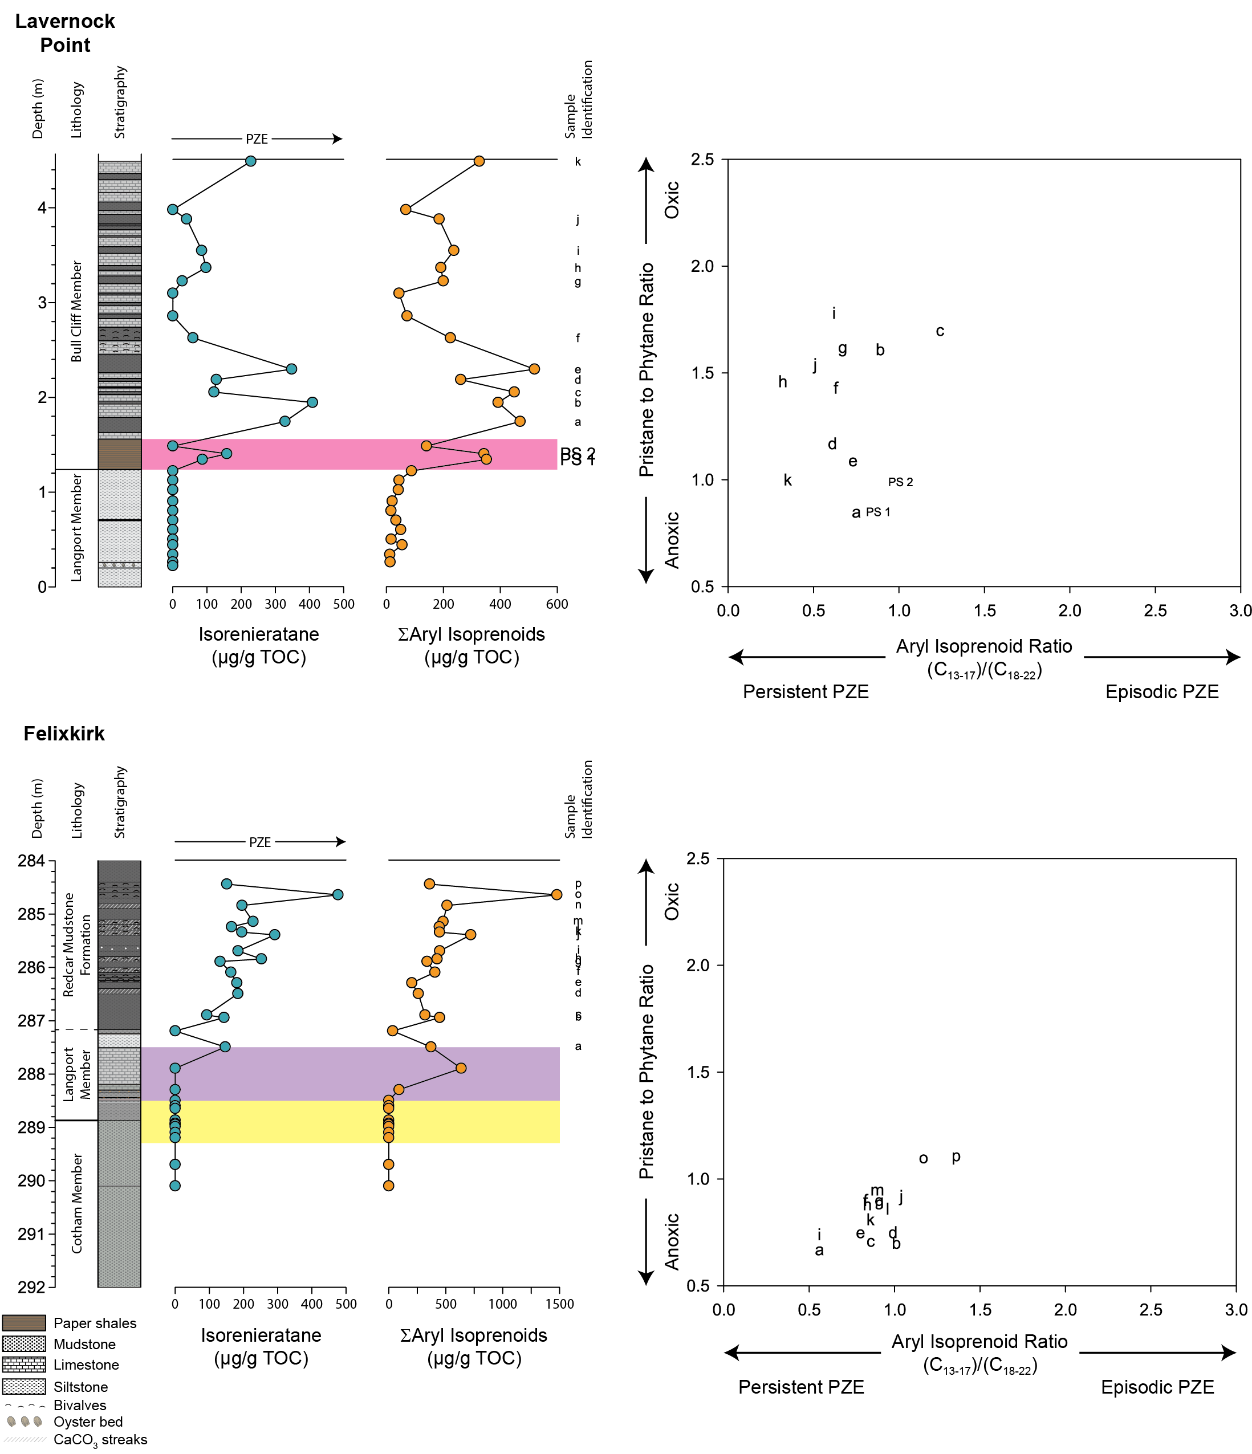 Lavernock
Point
Depth (m)
Lithology
Stratigraphy
Sample
Identification
PZE
4
3
2
1
0
Bull Cliff Member
Langport Member
k
j
i
h
g
f
e
d
c
b
a
PS 2
PS 1
0 100 200 300 400 500
Isorenieratane
(µg/g TOC)
0 200 400 600
ΣAryl Isoprenoids
(µg/g TOC)
2.5
2.0
1.5
1.0
0.5
Oxic
Pristane to Phytane Ratio
Anoxic
i
c
g
b
j
h
f
d
e
k
PS 2
a PS 1
0.0 0.5 1.0 1.5 2.0 2.5 3.0
Aryl Isoprenoid Ratio
(C13-17)/(C18-22)
Persistent PZE
Episodic PZE
Felixkirk
Depth (m)
Lithology
Stratigraphy
Sample
Identification
PZE
284
285
286
287
288
289
290
291
292
Redcar Mudstone
Formation
Langport
Member
Cotham Member
p
o
n
m
k
j
i
h
g
f
e
d
b
a
0 100 200 300 400 500
Isorenieratane
(µg/g TOC)
0 500 1000 1500
ΣAryl Isoprenoids
(µg/g TOC)
2.5
2.0
1.5
1.0
0.5
Oxic
Pristane to Phytane Ratio
Anoxic
o
p
m
j
f
g
h
l
k
i
e
d
c
b
a
0.0 0.5 1.0 1.5 2.0 2.5 3.0
Aryl Isoprenoid Ratio
(C13-17)/(C18-22)
Persistent PZE
Episodic PZE
Paper shales
Mudstone
Limestone
Siltstone
Bivalves
Oyster bed
CaCO3 streaks